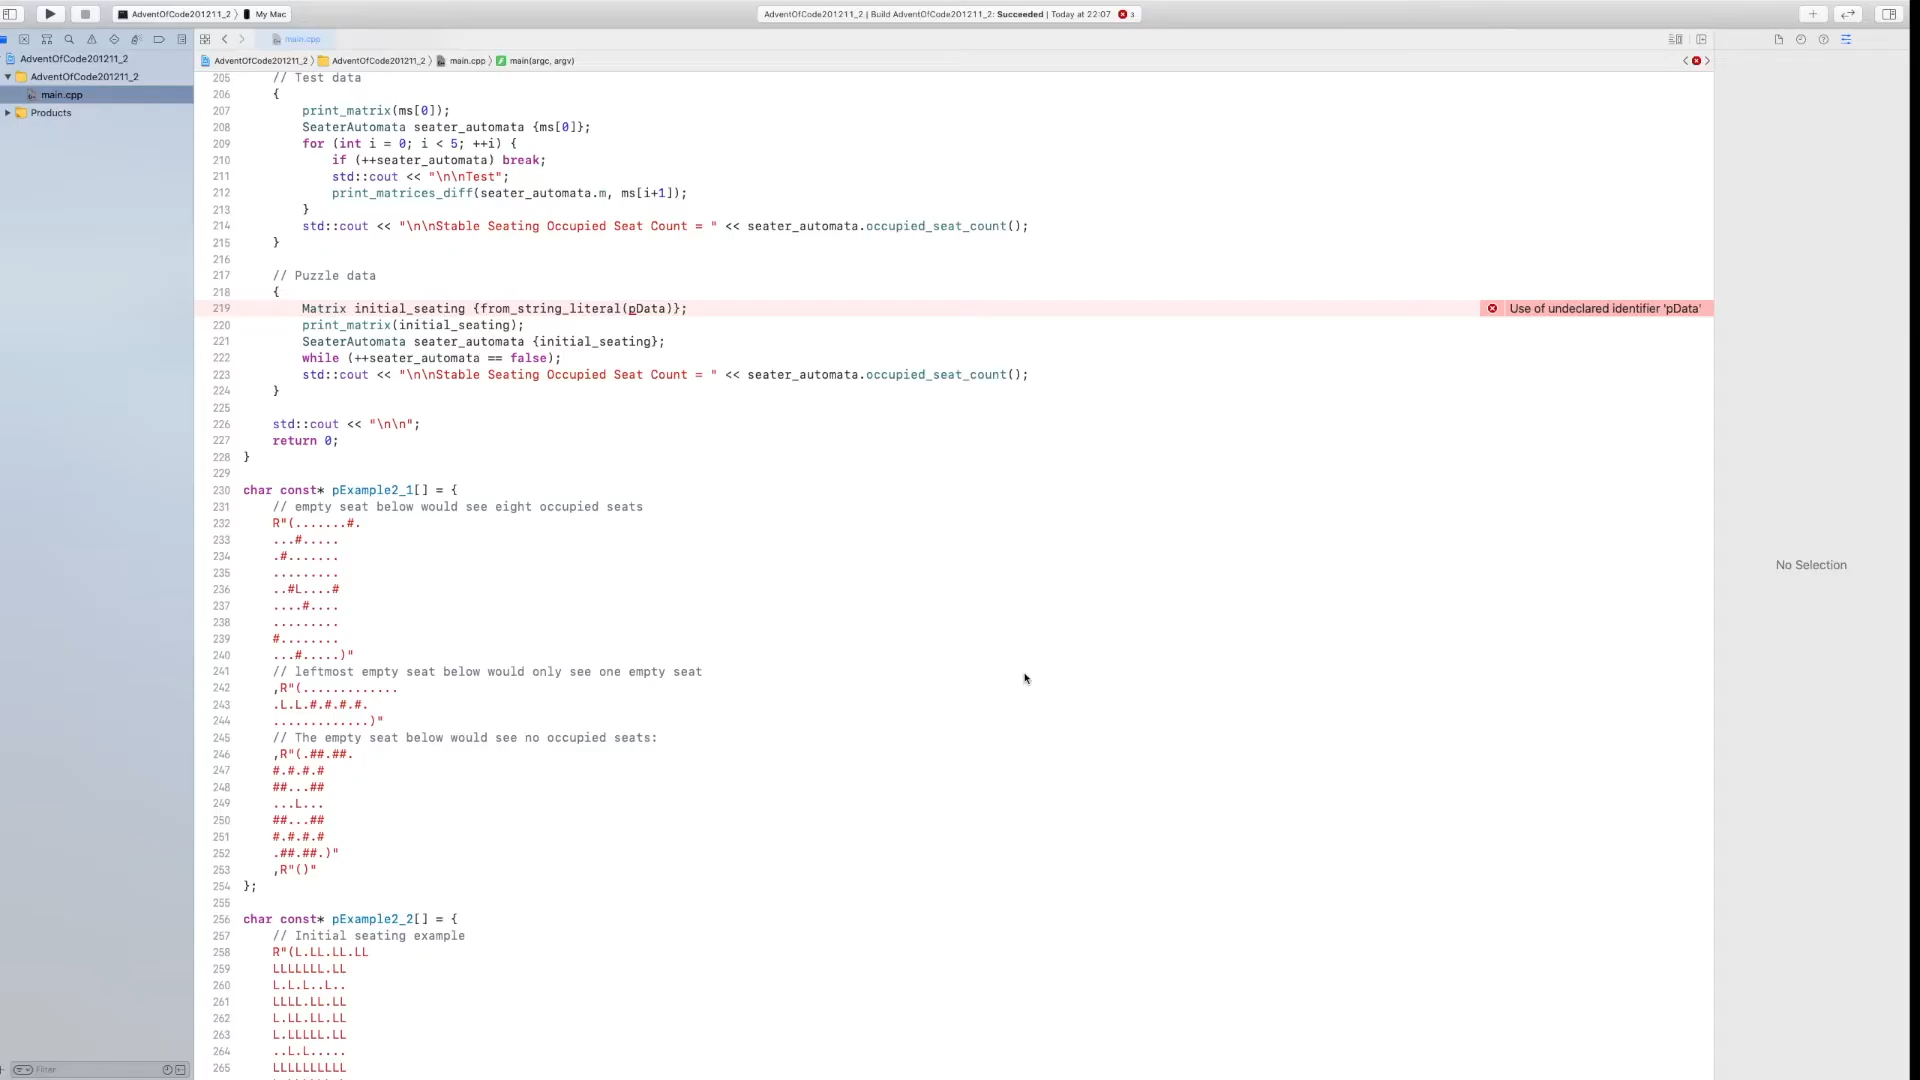 AdventOfCode201211_2 〉 My Mac
AdventOfCode201211_2 | Build AdventOfCode201211_2: Succeeded | Today at 22:07 3
main.cpp
AdventOfCode201211_2
AdventOfCode201211_2
main.cpp
Products
AdventOfCode201211_2 〉 AdventOfCode201211_2 〉 main.cpp 〉 main(argc, argv)
205 // Test data
206 {
207 print_matrix(ms[0]);
208 SeaterAutomata seater_automata {ms[0]};
209 for (int i = 0; i < 5; ++i) {
210 if (++seater_automata) break;
211 std::cout << "\n\nTest";
212 print_matrices_diff(seater_automata.m, ms[i+1]);
213 }
214 std::cout << "\n\nStable Seating Occupied Seat Count = " << seater_automata.occupied_seat_count();
215 }
216
217 // Puzzle data
218 {
219 Matrix initial_seating {from_string_literal(pData)}; Use of undeclared identifier 'pData'
220 print_matrix(initial_seating);
221 SeaterAutomata seater_automata {initial_seating};
222 while (++seater_automata == false);
223 std::cout << "\n\nStable Seating Occupied Seat Count = " << seater_automata.occupied_seat_count();
224 }
225
226 std::cout << "\n\n";
227 return 0;
228 }
229
230 char const* pExample2_1[] = {
231 // empty seat below would see eight occupied seats
232 R"(.......#.
233 ...#.....
234 .#.......
235 .........
236 ..#L....#
237 ....#....
238 .........
239 #........
240 ...#.....)"
241 // leftmost empty seat below would only see one empty seat
242 ,R"(.............
243 .L.L.#.#.#.#.
244 .............)"
245 // The empty seat below would see no occupied seats:
246 ,R"(.##.##.
247 #.#.#.#
248 ##...##
249 ...L...
250 ##...##
251 #.#.#.#
252 .##.##.)"
253 ,R"()"
254 };
255
256 char const* pExample2_2[] = {
257 // Initial seating example
258 R"(L.LL.LL.LL
259 LLLLLLL.LL
260 L.L.L..L..
261 LLLL.LL.LL
262 L.LL.LL.LL
263 L.LLLLL.LL
264 ..L.L.....
265 LLLLLLLLLL
No Selection
Filter